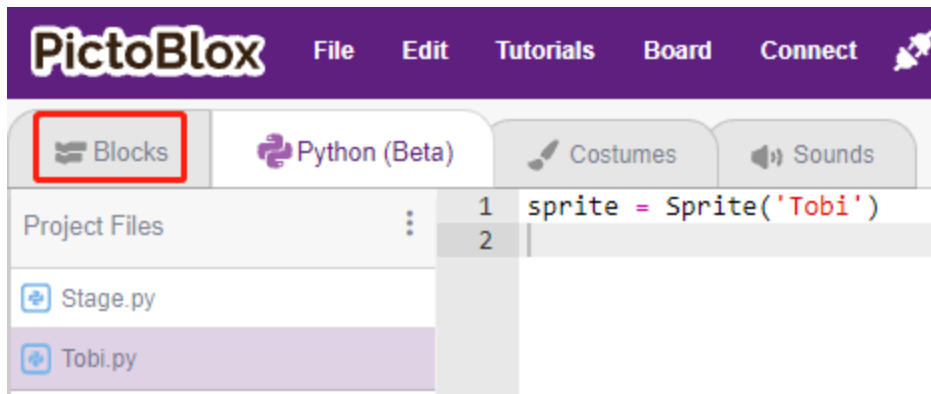 PictoBlox File Edit Tutorials Board Connect
Blocks Python (Beta) Costumes Sounds
Project Files
1 sprite = Sprite('Tobi')
2
Stage.py
Tobi.py